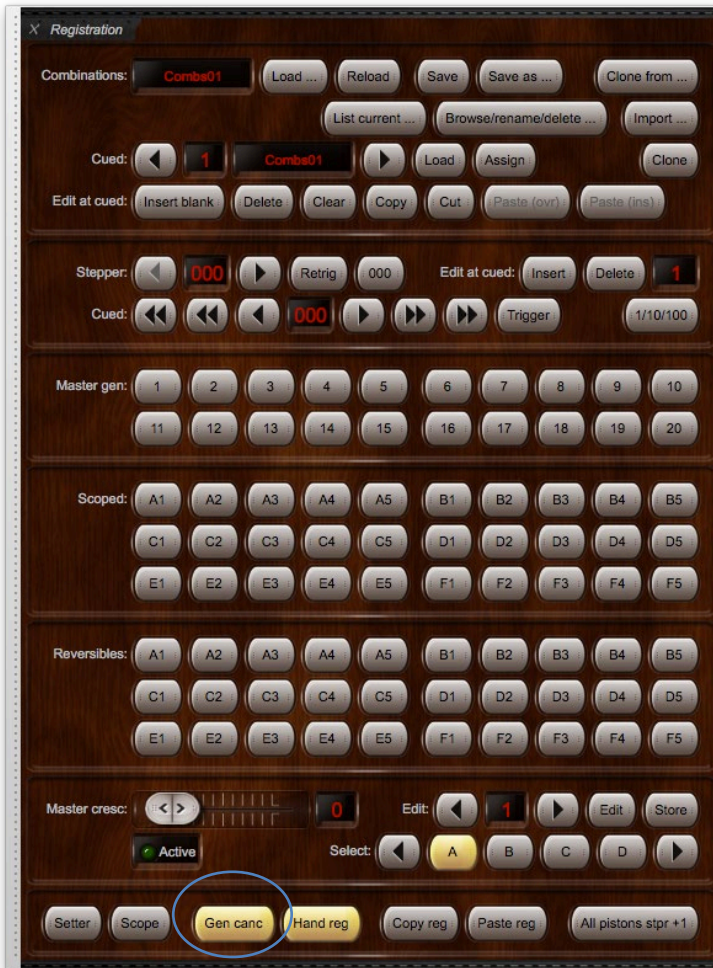 X Registration
Combinations: Combs01 Load ... Reload Save Save as ... Clone from ...
List current ... Browse/rename/delete ... Import ...
Cued: 1 Combs01 Load Assign Clone
Edit at cued: Insert blank Delete Clear Copy Cut Paste (ovr) Paste (ins)
Stepper: 000 Retrig 000 Edit at cued: Insert Delete 1
Cued: 000 Trigger 1/10/100
Master gen: 1 2 3 4 5 6 7 8 9 10
11 12 13 14 15 16 17 18 19 20
Scoped: A1 A2 A3 A4 A5 B1 B2 B3 B4 B5
C1 C2 C3 C4 C5 D1 D2 D3 D4 D5
E1 E2 E3 E4 E5 F1 F2 F3 F4 F5
Reversibles: A1 A2 A3 A4 A5 B1 B2 B3 B4 B5
C1 C2 C3 C4 C5 D1 D2 D3 D4 D5
E1 E2 E3 E4 E5 F1 F2 F3 F4 F5
Master cresc: < > 0 Edit: 1 Edit Store
Active Select: A B C D
Setter Scope Gen canc Hand reg Copy reg Paste reg All pistons stpr +1